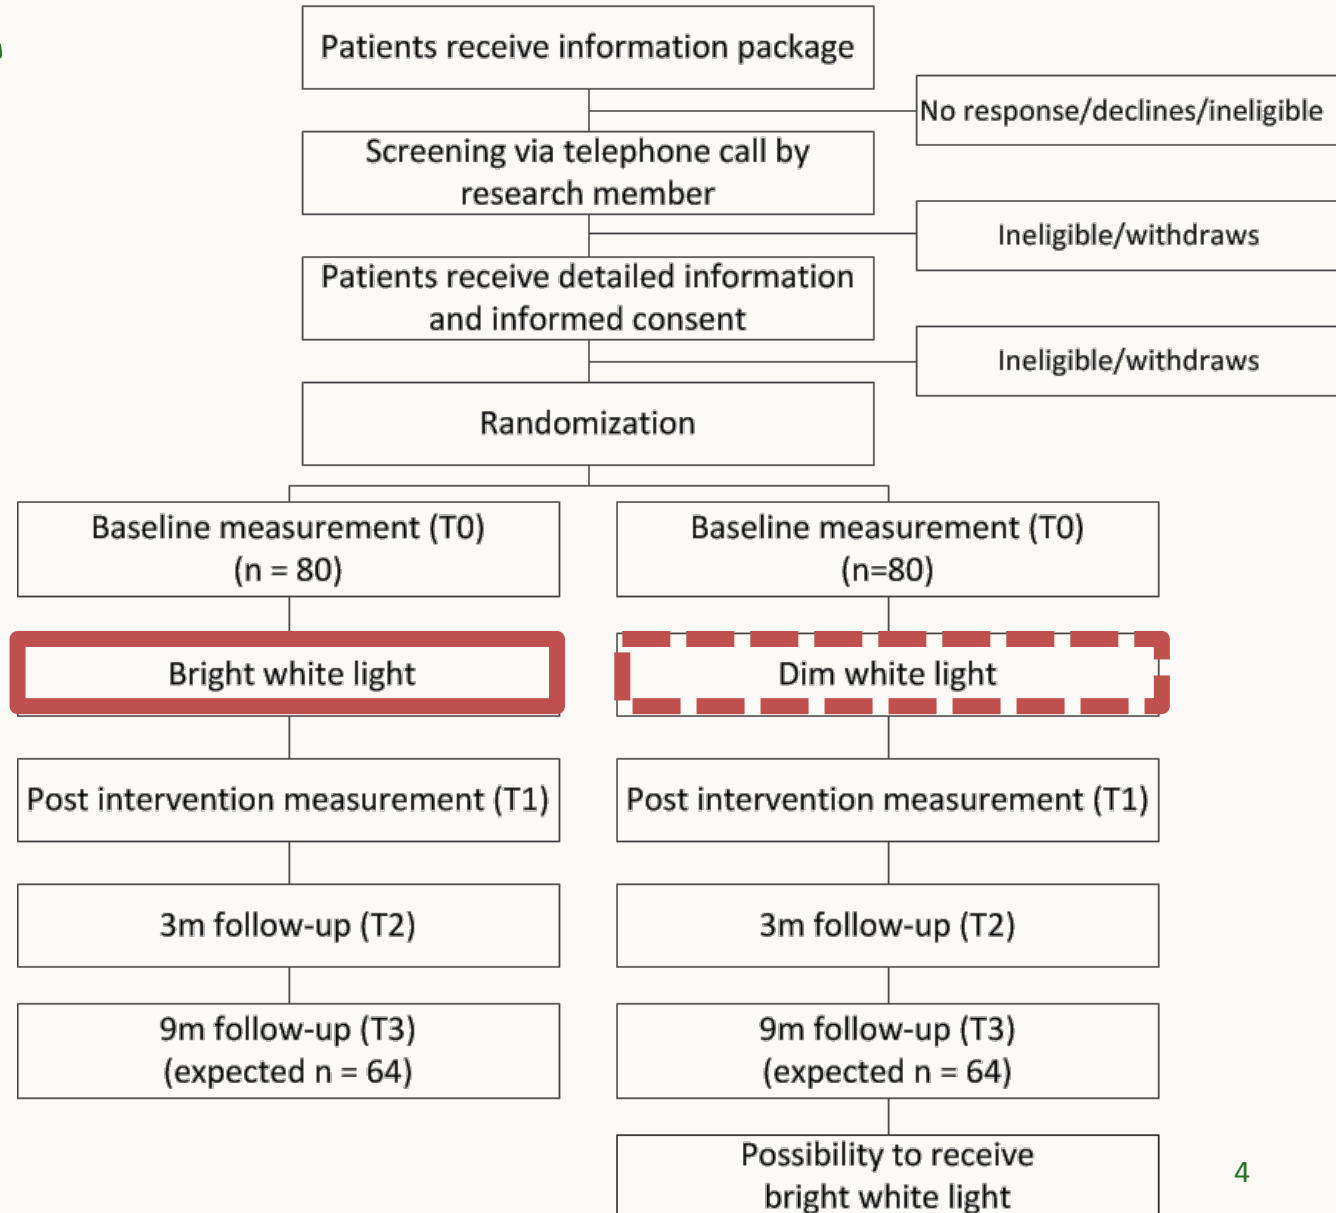 Patients receive information package
No response/declines/ineligible
Screening via telephone call by
research member
Ineligible/withdraws
Patients receive detailed information
and informed consent
Ineligible/withdraws
Randomization
Baseline measurement (T0)
(n = 80)
Baseline measurement (T0)
(n=80)
Bright white light
Dim white light
Post intervention measurement (T1)
Post intervention measurement (T1)
3m follow-up (T2)
3m follow-up (T2)
9m follow-up (T3)
(expected n = 64)
9m follow-up (T3)
(expected n = 64)
Possibility to receive
bright white light
4